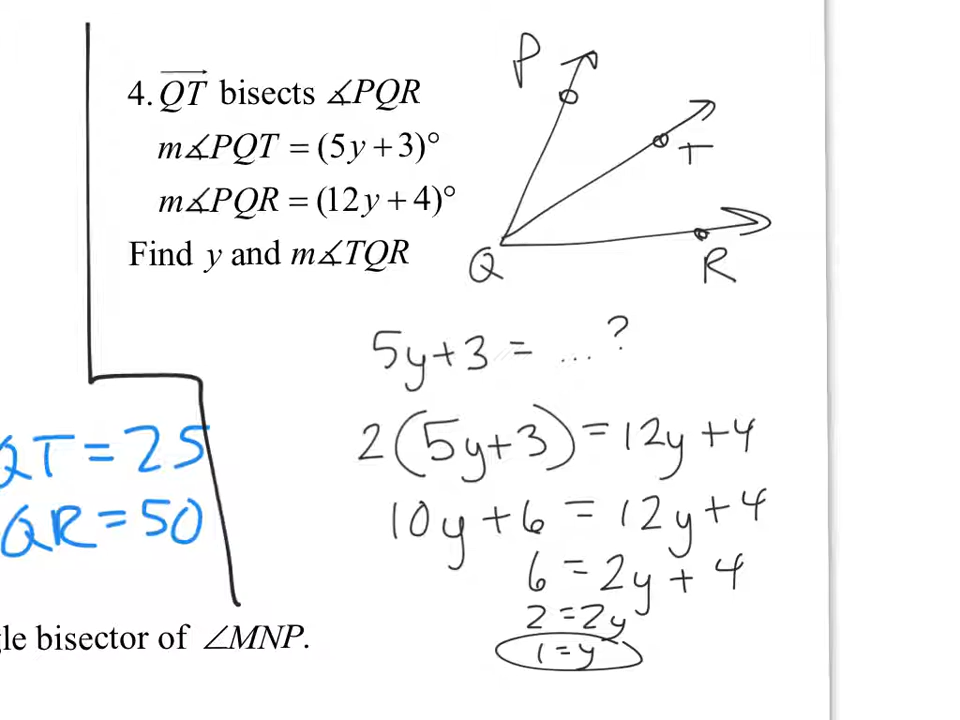 4. QT bisects ∡PQR
m∡PQT = (5y + 3)°
m∡PQR = (12y + 4)°
Find y and m∡TQR
P
T
Q
R
5y+3 = ...?
2(5y+3) = 12y+4
10y+6 = 12y+4
6 = 2y + 4
2 = 2y
1 = y
QT = 25
QR = 50
gle bisector of ∠MNP.